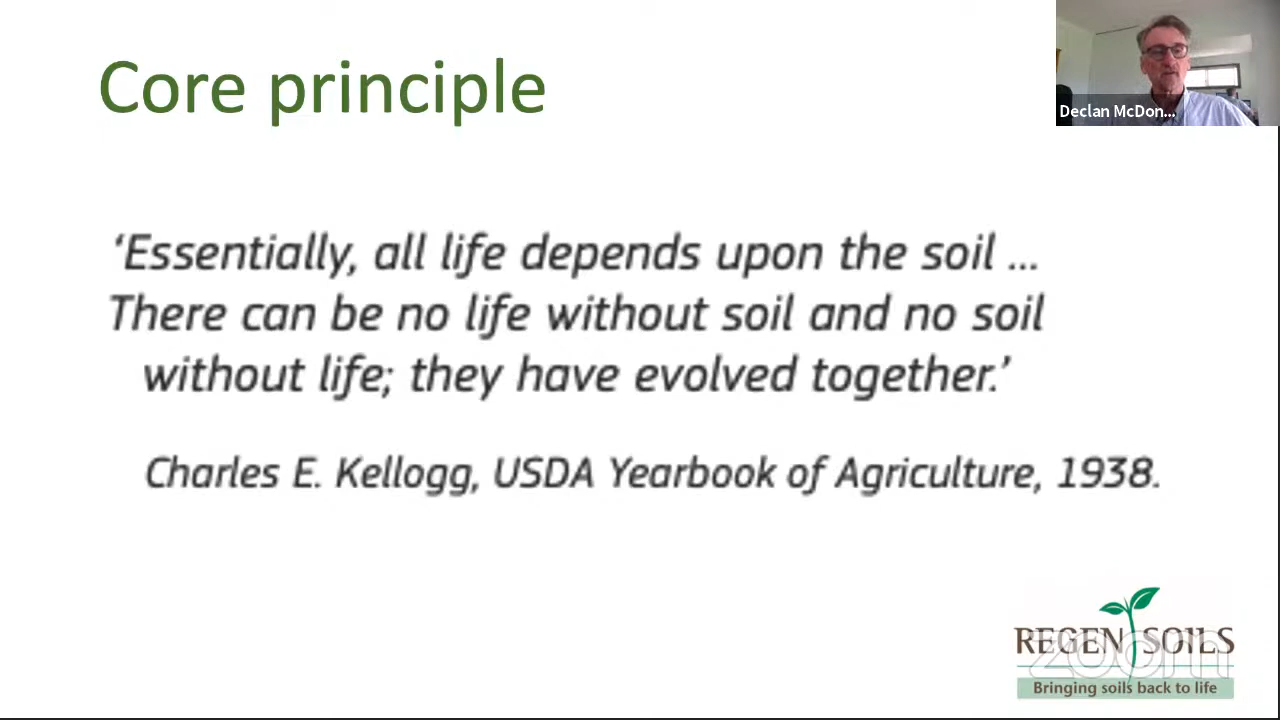 Core principle
Declan McDon...
‘Essentially, all life depends upon the soil ...
There can be no life without soil and no soil
without life; they have evolved together.’
Charles E. Kellogg, USDA Yearbook of Agriculture, 1938.
REGEN SOILS
zoom
Bringing soils back to life